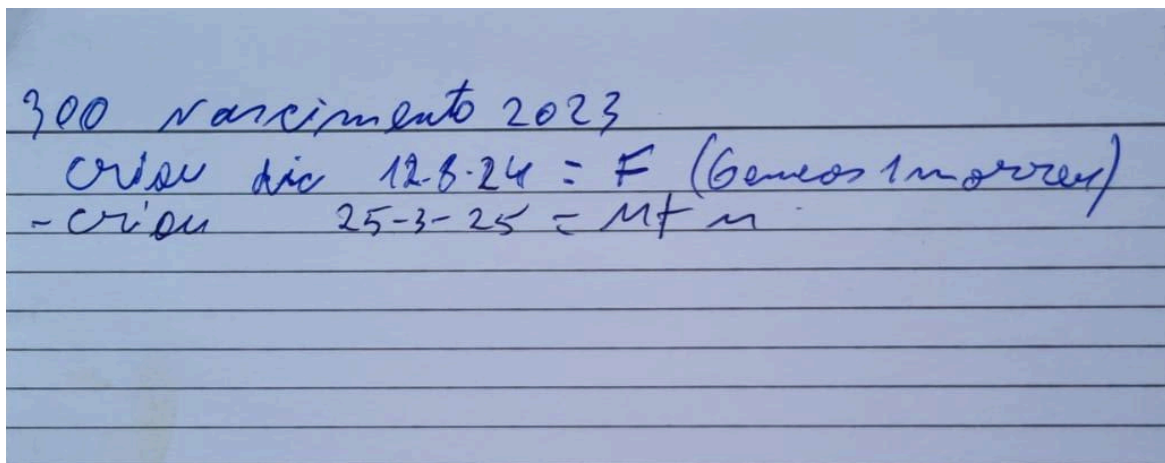 300 Nascimento 2023
criou dia 12-8-24 = F (Gemeos 1 morreu)
- criou 25-3-25 = M